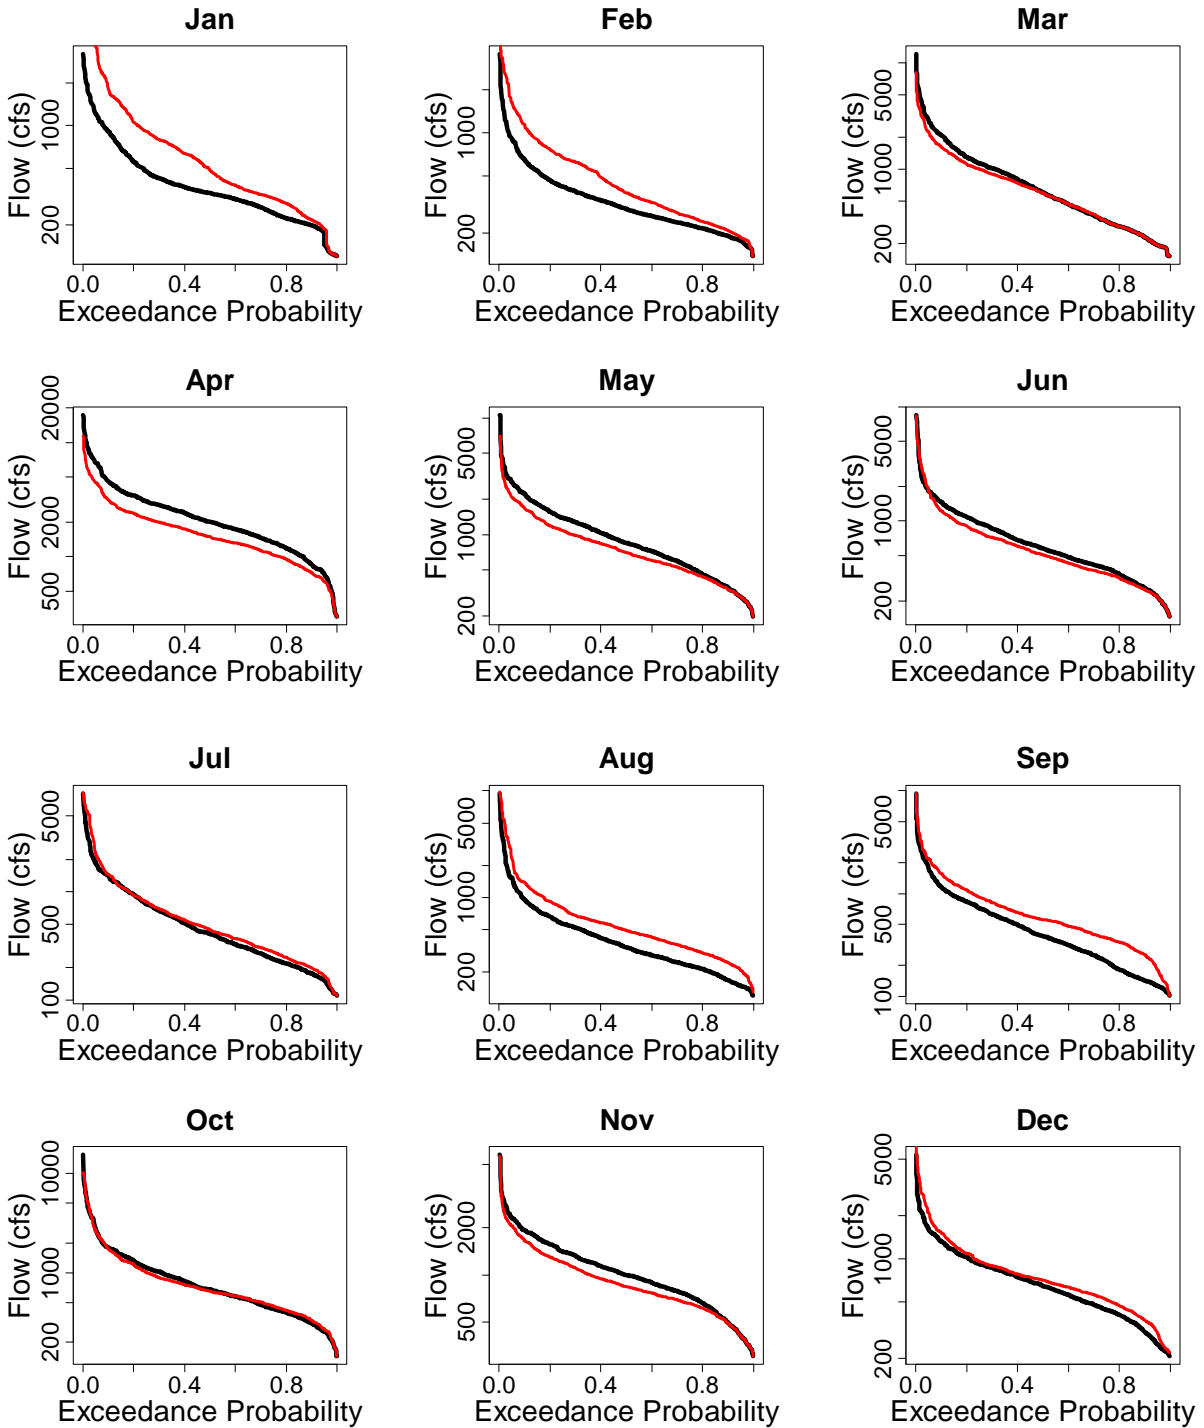 Jan Feb Mar
Flow (cfs) 200 1000 Flow (cfs) 200 1000 Flow (cfs) 200 1000 5000
0.0 0.4 0.8 0.0 0.4 0.8 0.0 0.4 0.8
Exceedance Probability Exceedance Probability Exceedance Probability
Apr May Jun
Flow (cfs) 500 2000 20000 Flow (cfs) 200 1000 5000 Flow (cfs) 200 1000 5000
0.0 0.4 0.8 0.0 0.4 0.8 0.0 0.4 0.8
Exceedance Probability Exceedance Probability Exceedance Probability
Jul Aug Sep
Flow (cfs) 100 500 5000 Flow (cfs) 200 1000 5000 Flow (cfs) 100 500 5000
0.0 0.4 0.8 0.0 0.4 0.8 0.0 0.4 0.8
Exceedance Probability Exceedance Probability Exceedance Probability
Oct Nov Dec
Flow (cfs) 200 1000 10000 Flow (cfs) 500 2000 Flow (cfs) 200 1000 5000
0.0 0.4 0.8 0.0 0.4 0.8 0.0 0.4 0.8
Exceedance Probability Exceedance Probability Exceedance Probability